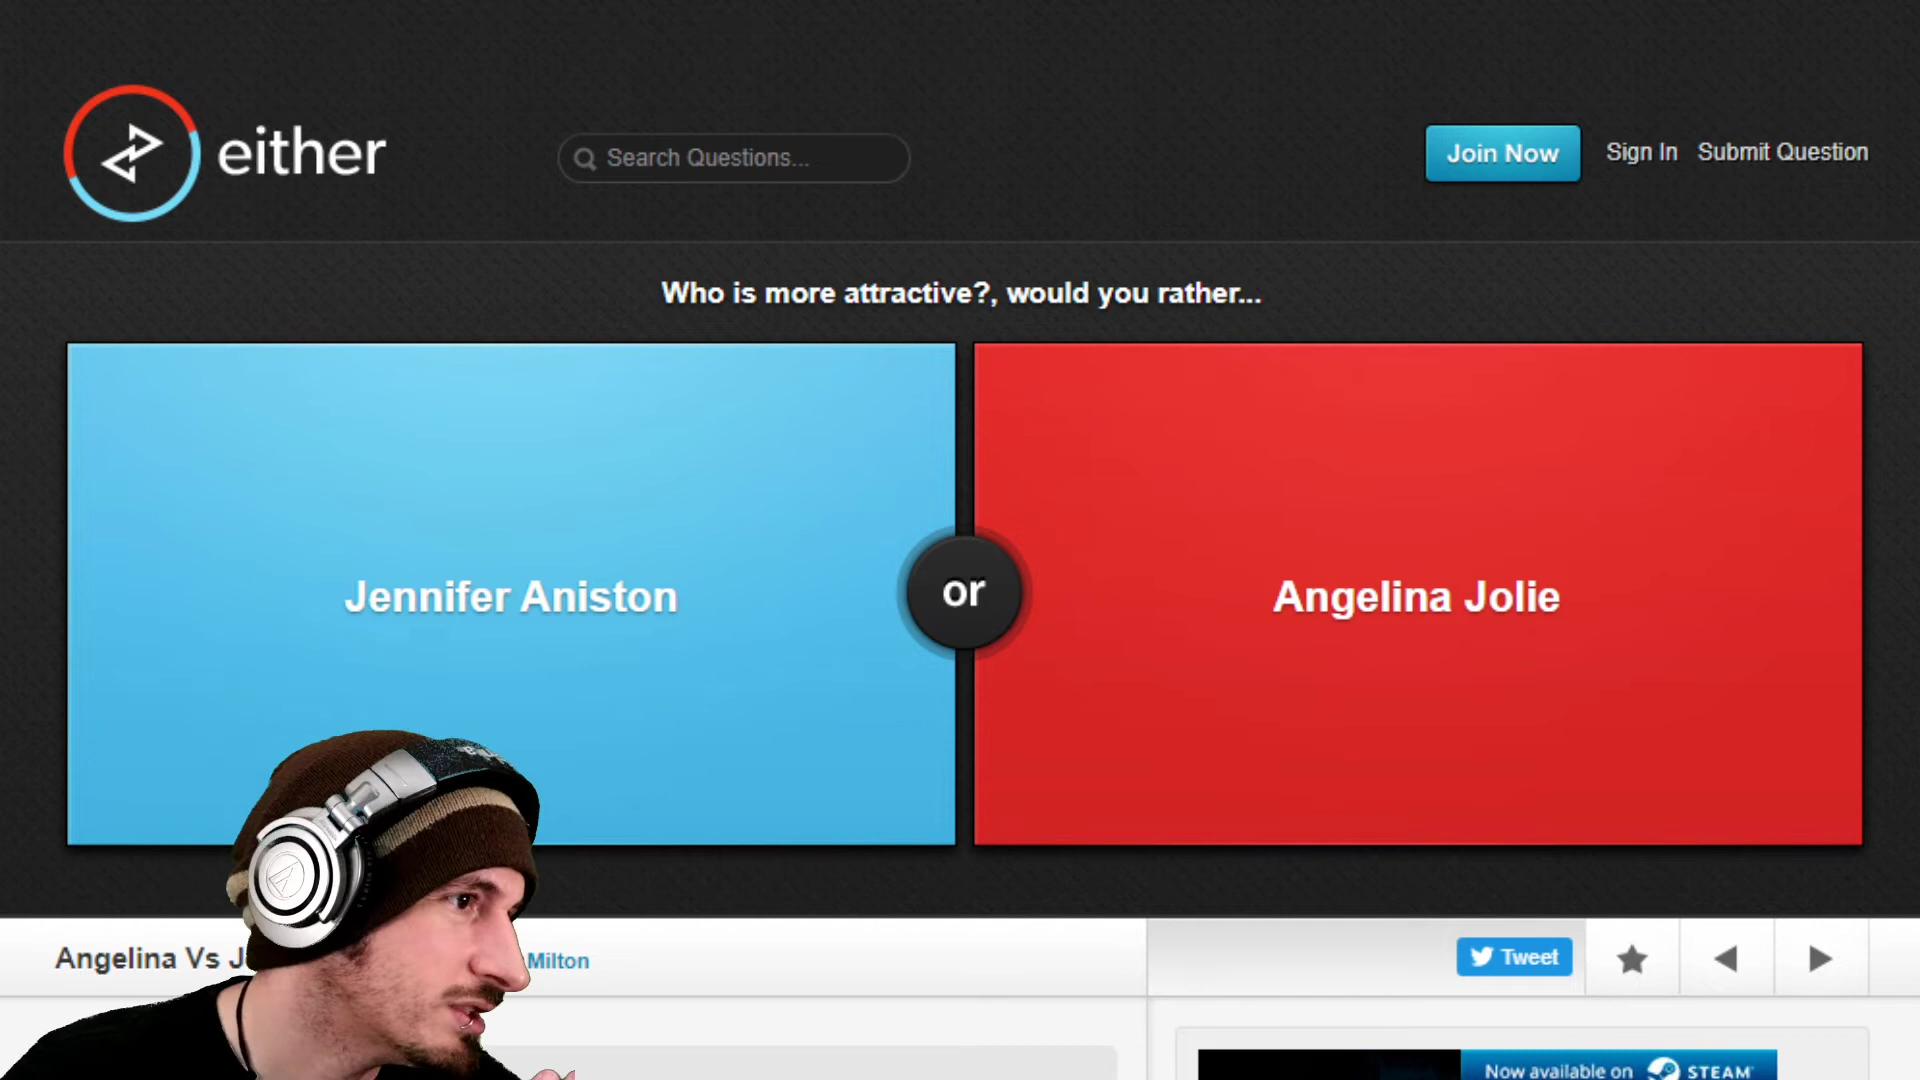 either
Search Questions...
Join Now
Sign In
Submit Question
Who is more attractive?, would you rather...
Jennifer Aniston
or
Angelina Jolie
Angelina Vs J
Milton
Tweet
Now available on STEAM